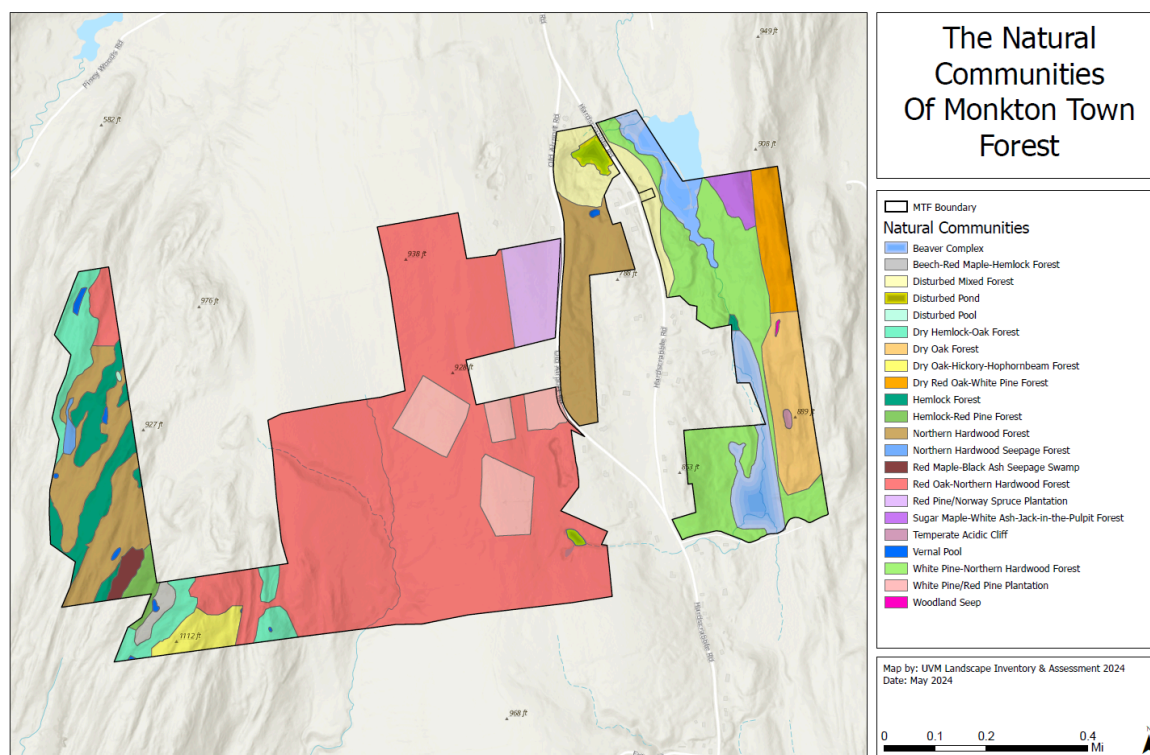 The Natural
Communities
Of Monkton Town
Forest
MTF Boundary
Natural Communities
Beaver Complex
Beech-Red Maple-Hemlock Forest
Disturbed Mixed Forest
Disturbed Pond
Disturbed Pool
Dry Hemlock-Oak Forest
Dry Oak Forest
Dry Oak-Hickory-Hophornbeam Forest
Dry Red Oak-White Pine Forest
Hemlock Forest
Hemlock-Red Pine Forest
Northern Hardwood Forest
Northern Hardwood Seepage Forest
Red Maple-Black Ash Seepage Swamp
Red Oak-Northern Hardwood Forest
Red Pine/Norway Spruce Plantation
Sugar Maple-White Ash-Jack-in-the-Pulpit Forest
Temperate Acidic Cliff
Vernal Pool
White Pine-Northern Hardwood Forest
White Pine/Red Pine Plantation
Woodland Seep
Map by: UVM Landscape Inventory & Assessment 2024
Date: May 2024
0 0.1 0.2 0.4
Mi
N
Piney Woods Rd
Rd
949 ft
582 ft
908 ft
Old Airport Rd
938 ft
976 ft
Hardscrabble Rd
928 ft
927 ft
889 ft
853 ft
1112 ft
Hardscrabble Rd
968 ft